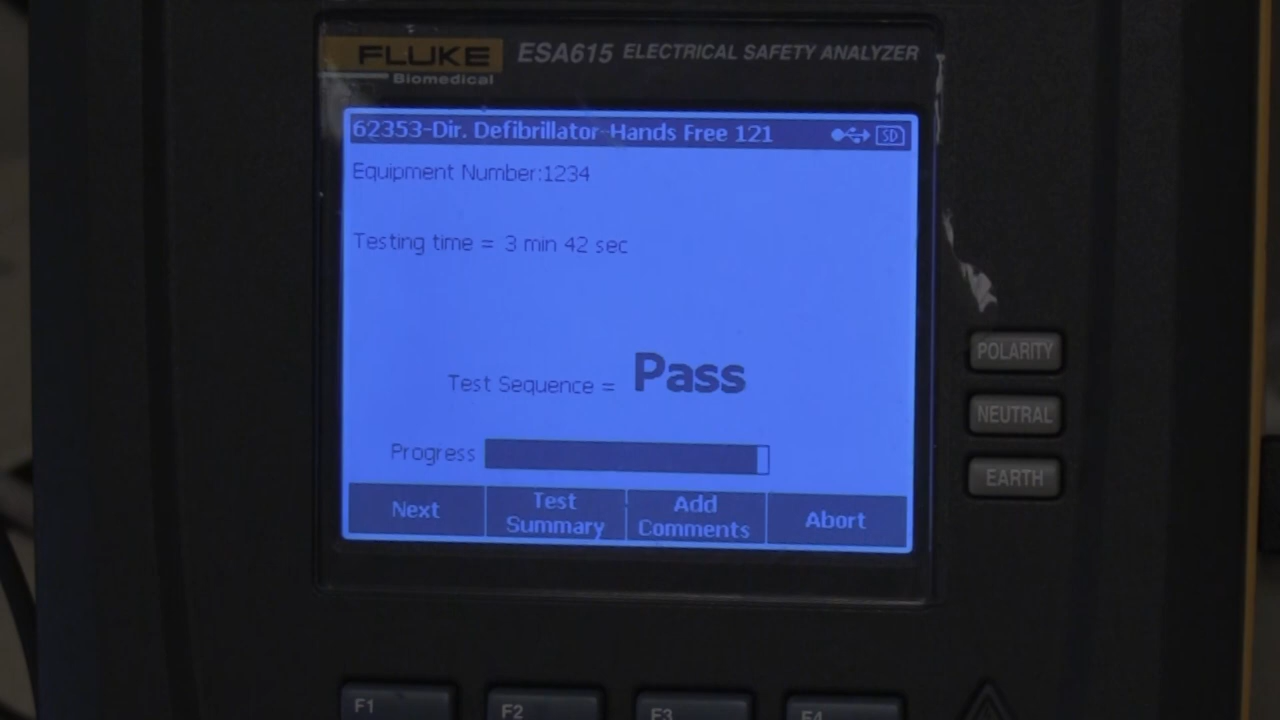 FLUKE
Biomedical
ESA615 ELECTRICAL SAFETY ANALYZER
62353-Dir. Defibrillator-Hands Free 121
SD
Equipment Number:1234
Testing time = 3 min 42 sec
Test Sequence = Pass
Progress
Next
Test Summary
Add Comments
Abort
POLARITY
NEUTRAL
EARTH
F1
F2
F3
F4